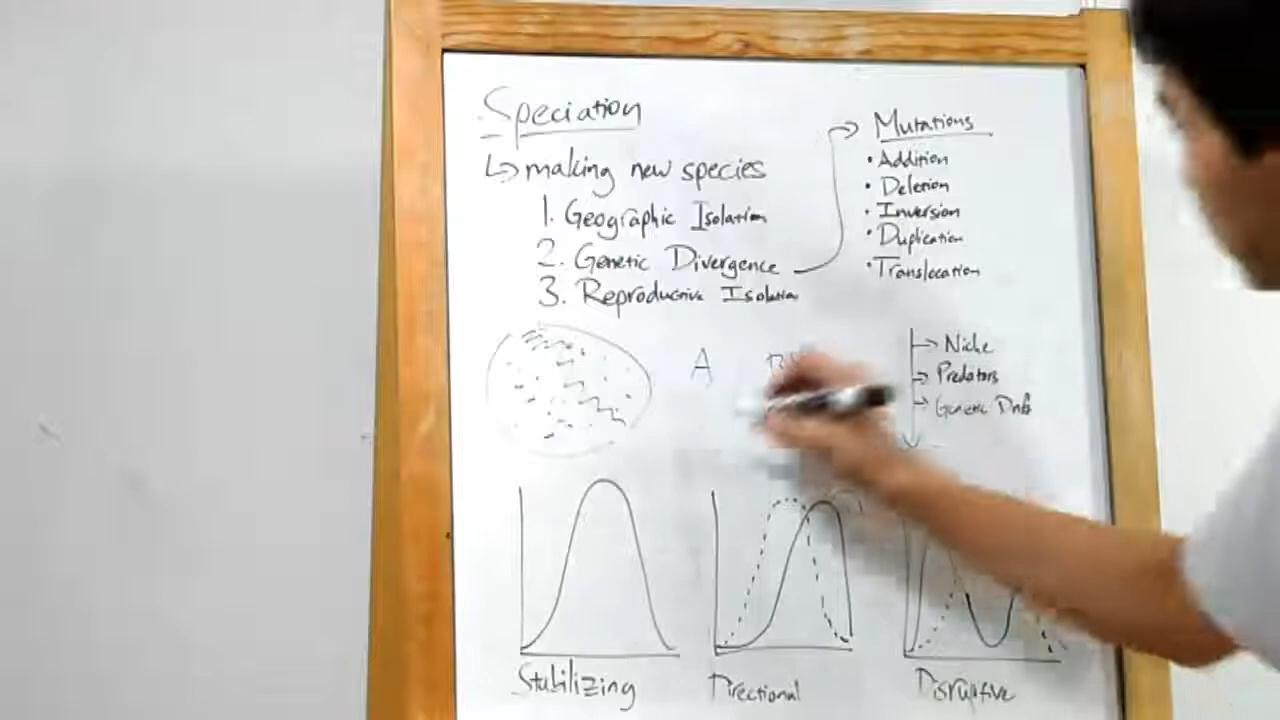 Speciation
↳ making new species
1. Geographic Isolation
2. Genetic Divergence
3. Reproductive Isolation
Mutations
• Addition
• Deletion
• Inversion
• Duplication
• Translocation
A
→ Niche
→ Predators
→ Genetic
Stabilizing
Directional
Disruptive